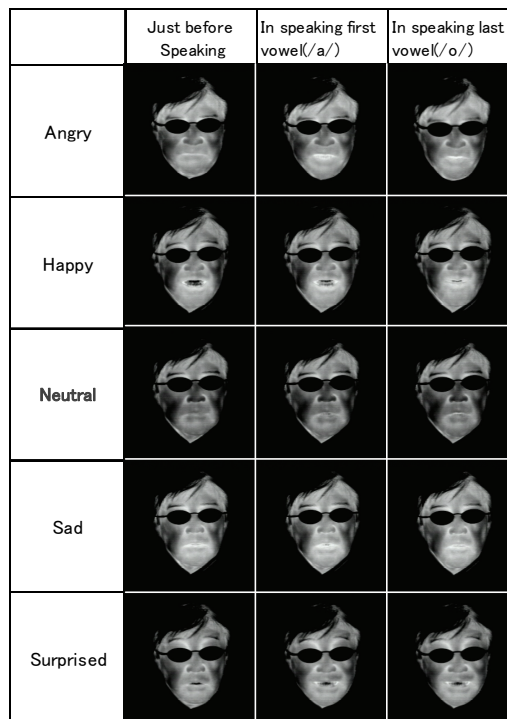 Just before
Speaking
In speaking first
vowel(/a/)
In speaking last
vowel(/o/)
Angry
Happy
Neutral
Sad
Surprised